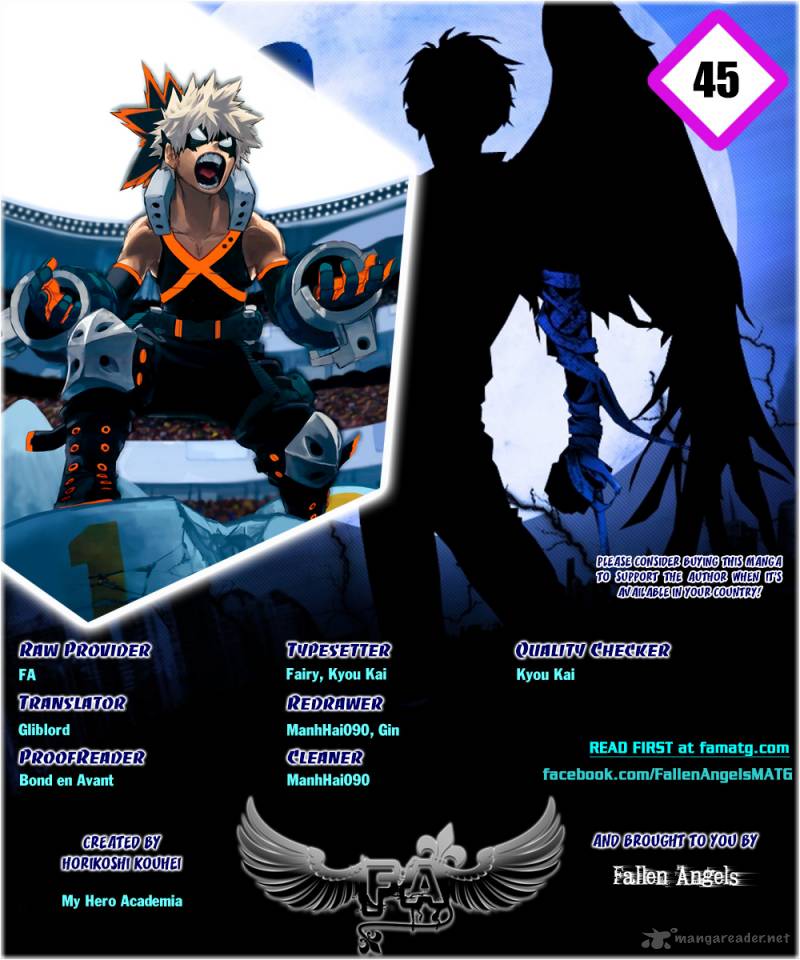 45
1
PLEASE CONSIDER BUYING THIS MANGA
TO SUPPORT THE AUTHOR WHEN IT'S
AVAILABLE IN YOUR COUNTRY!
RAW PROVIDER
FA
TRANSLATOR
Gliblord
PROOFREADER
Bond en Avant
TYPESETTER
Fairy, Kyou Kai
REDRAWER
ManhHai090, Gin
CLEANER
ManhHai090
QUALITY CHECKER
Kyou Kai
READ FIRST at famatg.com
facebook.com/FallenAngelsMATG
CREATED BY
HORIKOSHI KOUHEI
My Hero Academia
FA
AND BROUGHT TO YOU BY
Fallen Angels
mangareader.net